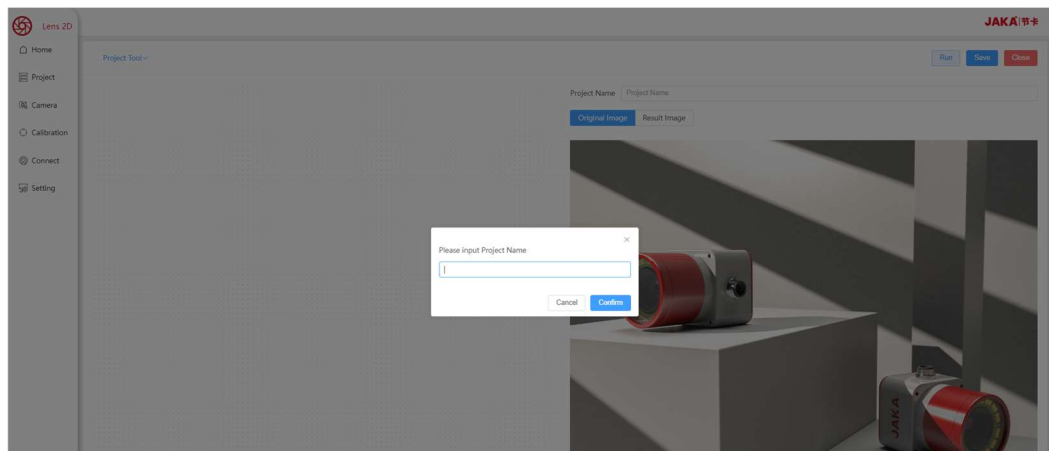 Lens 2D
JAKA 节卡
Home
Project
Camera
Calibration
Connect
Setting
Project Tool
Run
Save
Close
Project Name
Project Name
Original Image
Result Image
Please input Project Name
Cancel
Confirm
JAKA